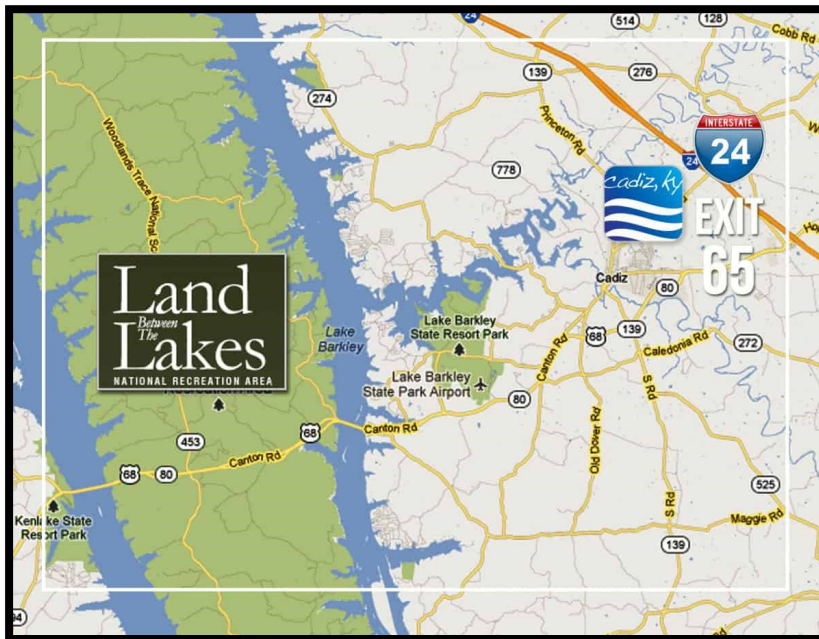 24
514
128
Cobb Rd
139
276
274
Princeton Rd
INTERSTATE
24
24
778
cadiz, ky
EXIT
65
Woodlands Trace National Sc
Cadiz
80
Land
Between
The
Lakes
NATIONAL RECREATION AREA
Lake
Barkley
Lake Barkley
State Resort Park
68
139
Caledonia Rd
272
Canton Rd
S Rd
Lake Barkley
State Park Airport
80
Old Dover Rd
453
68
Canton Rd
68
80
Canton Rd
525
Kenlake State
Resort Park
S Rd
Maggie Rd
139